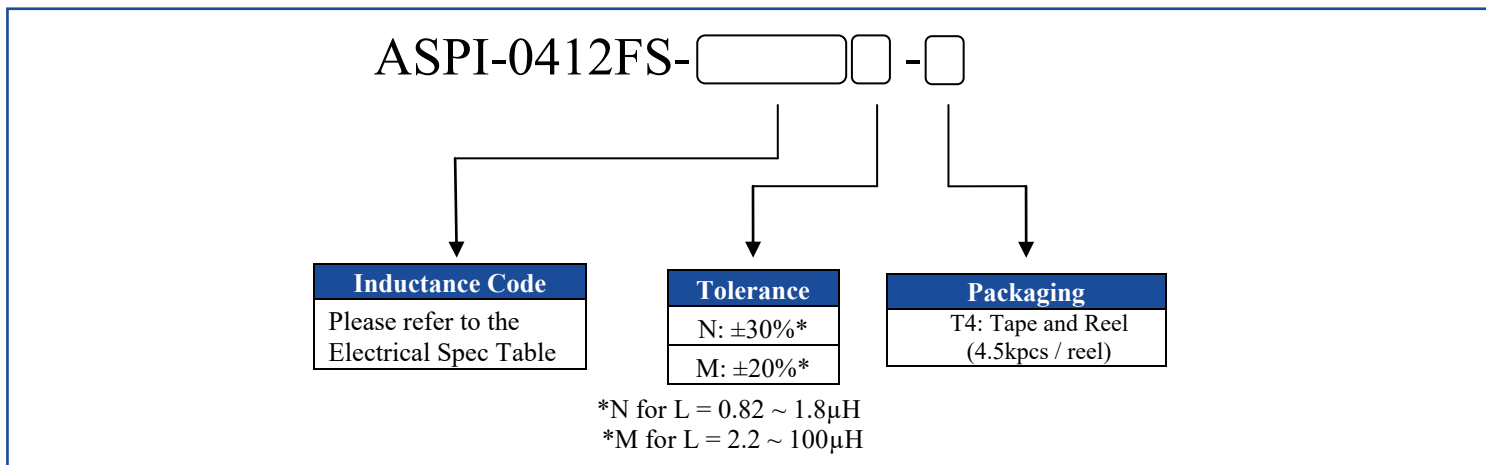 ASPI-0412FS- -
Inductance Code
Please refer to the
Electrical Spec Table
Tolerance
N: ±30%*
M: ±20%*
*N for L = 0.82 ~ 1.8µH
*M for L = 2.2 ~ 100µH
Packaging
T4: Tape and Reel
(4.5kpcs / reel)